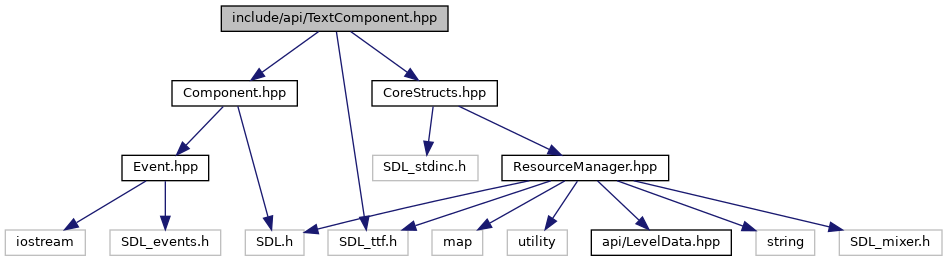 include/api/TextComponent.hpp
Component.hpp
CoreStructs.hpp
Event.hpp
SDL_stdinc.h
ResourceManager.hpp
iostream
SDL_events.h
SDL.h
SDL_ttf.h
map
utility
api/LevelData.hpp
string
SDL_mixer.h